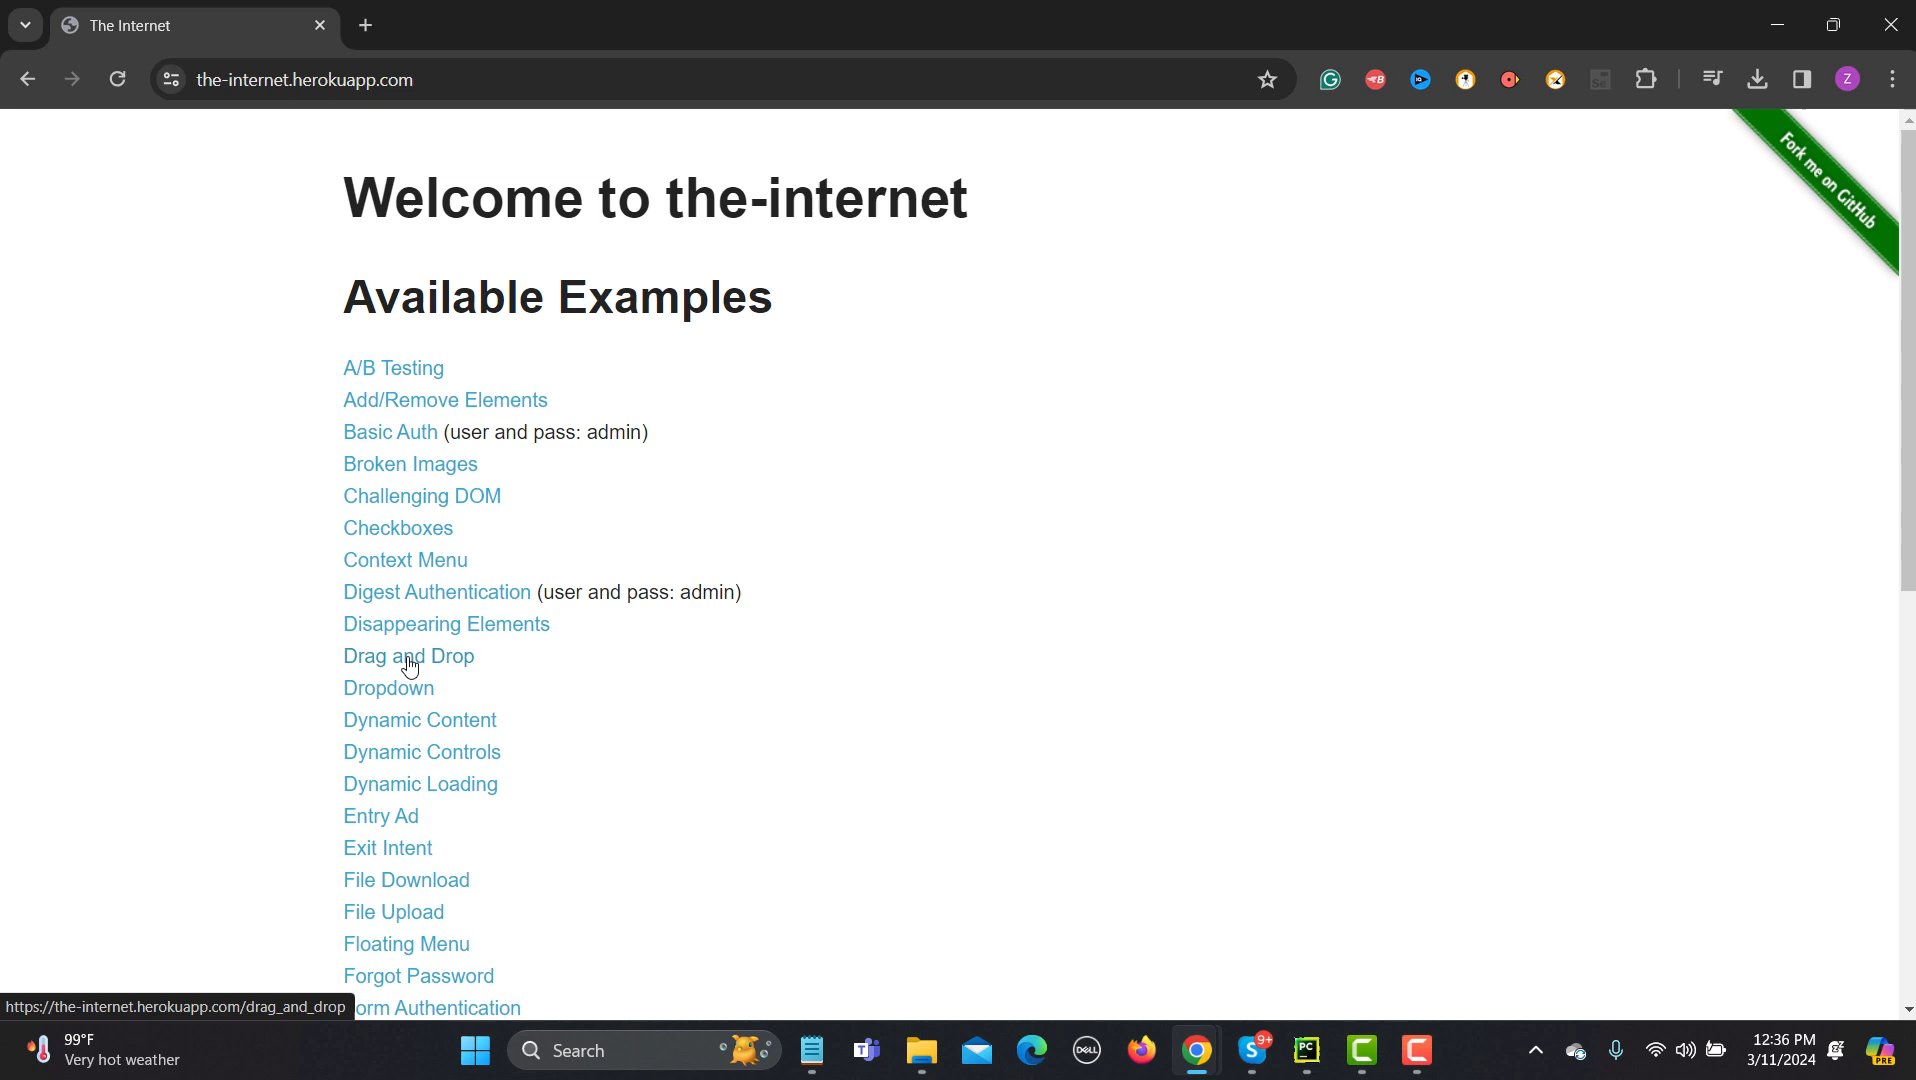 The Internet
the-internet.herokuapp.com
Z
Fork me on GitHub
Welcome to the-internet
Available Examples
A/B Testing
Add/Remove Elements
Basic Auth (user and pass: admin)
Broken Images
Challenging DOM
Checkboxes
Context Menu
Digest Authentication (user and pass: admin)
Disappearing Elements
Drag and Drop
Dropdown
Dynamic Content
Dynamic Controls
Dynamic Loading
Entry Ad
Exit Intent
File Download
File Upload
Floating Menu
Forgot Password
orm Authentication
https://the-internet.herokuapp.com/drag_and_drop
99°F
Very hot weather
Search
DELL
9+
PC
PRE
12:36 PM
3/11/2024